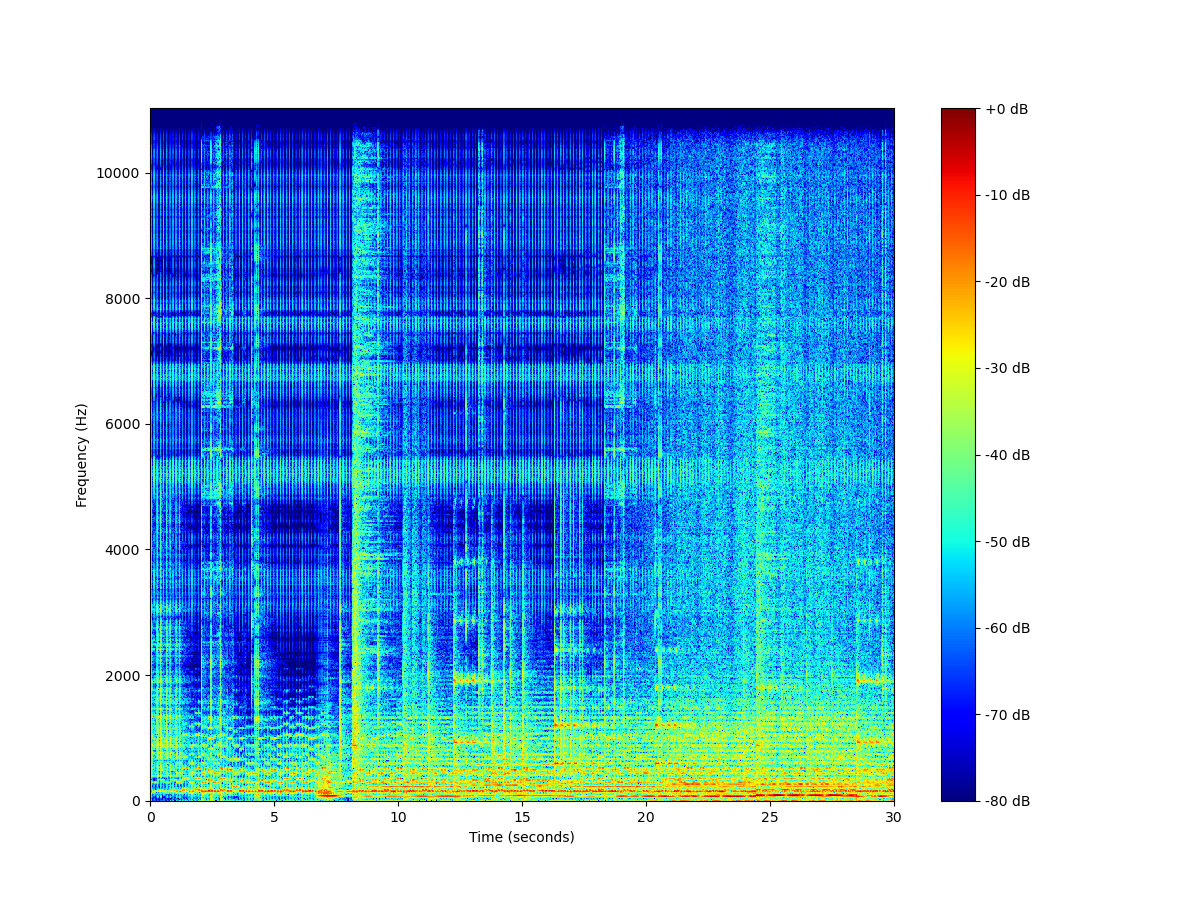 +0 dB
10000
-10 dB
8000
-20 dB
-30 dB
6000
Frequency (Hz)
-40 dB
4000
-50 dB
-60 dB
2000
-70 dB
0
-80 dB
0 5 10 15 20 25 30
Time (seconds)